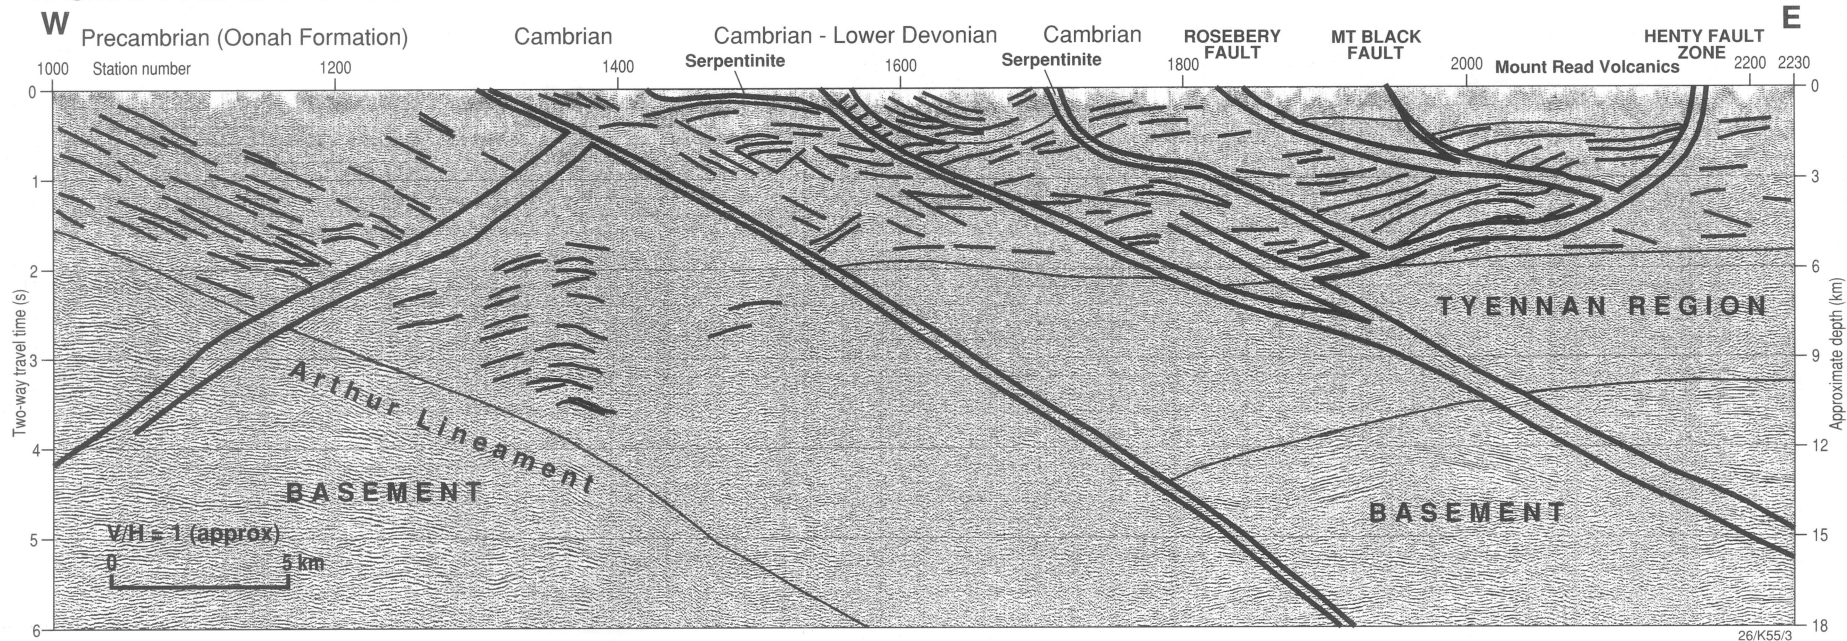 W
E
Precambrian (Oonah Formation)
Cambrian
Cambrian - Lower Devonian
Cambrian
ROSEBERY
FAULT
MT BLACK
FAULT
HENTY FAULT
ZONE
Serpentinite
Serpentinite
Mount Read Volcanics
1000 Station number 1200 1400 1600 1800 2000 2200 2230
0
1
2
3
4
5
6
Two-way travel time (s)
0
3
6
9
12
15
18
Approximate depth (km)
TYENNAN REGION
Arthur Lineament
BASEMENT
BASEMENT
V/H = 1 (approx)
0 5 km
26/K55/3